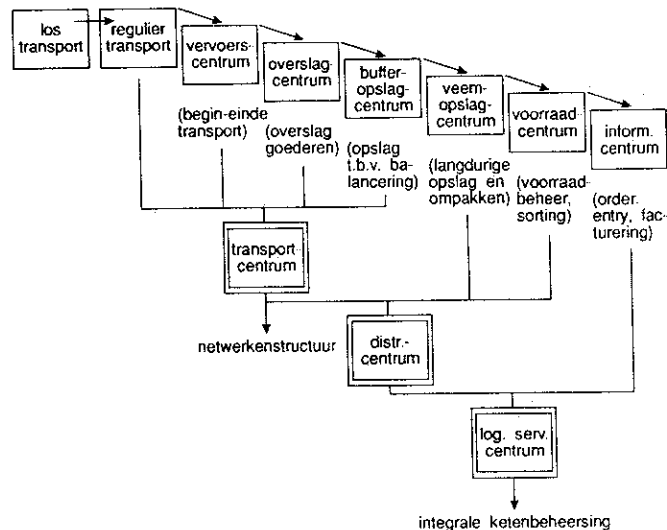 los
transport
regulier
transport
vervoers-
centrum
overslag-
centrum
buffer-
opslag-
centrum
veem-
opslag-
centrum
voorraad-
centrum
inform.
centrum
(begin-einde
transport)
(overslag
goederen)
(opslag
t.b.v. ba-
lancering)
(langdurige
opslag en
ompakken)
(voorraad-
beheer,
sorting)
(order.
entry, fac-
turering)
transport-
centrum
netwerkenstructuur
distr.-
centrum
log. serv.
centrum
integrale ketenbeheersing